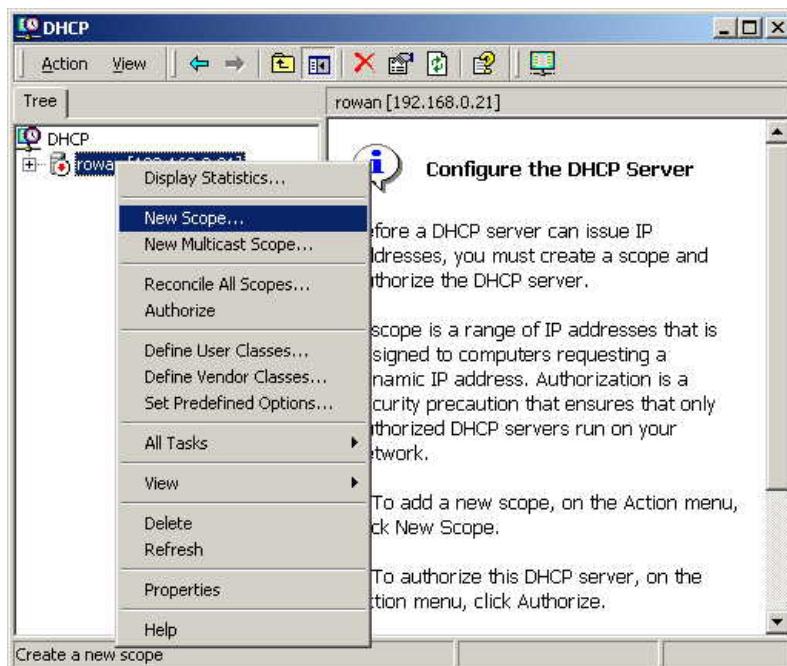 DHCP
Action View
Tree
rowan [192.168.0.21]
DHCP
Configure the DHCP Server
fore a DHCP server can issue IP
ddresses, you must create a scope and
thorize the DHCP server.
scope is a range of IP addresses that is
signed to computers requesting a
namic IP address. Authorization is a
curity precaution that ensures that only
thorized DHCP servers run on your
twork.
To add a new scope, on the Action menu,
ck New Scope.
To authorize this DHCP server, on the
tion menu, click Authorize.
Display Statistics...
New Scope...
New Multicast Scope...
Reconcile All Scopes...
Authorize
Define User Classes...
Define Vendor Classes...
Set Predefined Options...
All Tasks
View
Delete
Refresh
Properties
Help
Create a new scope